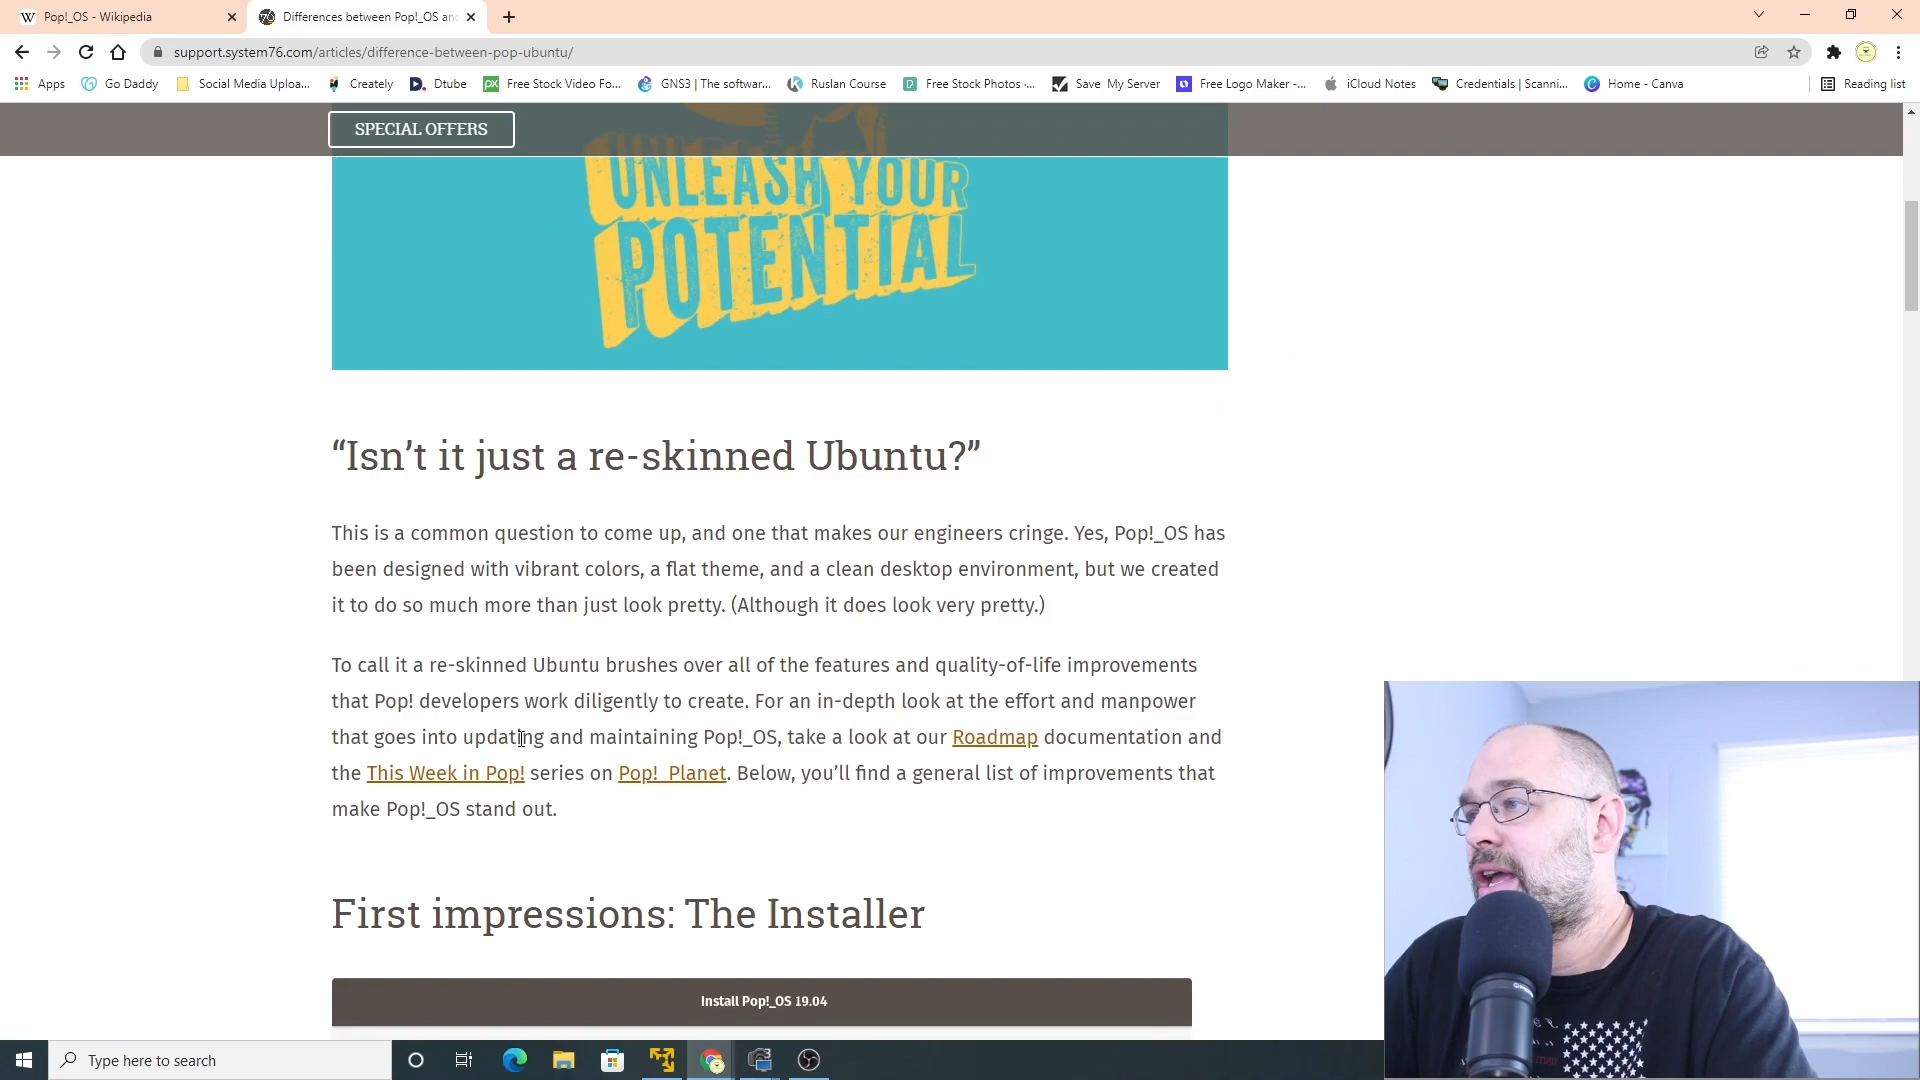 Pop!_OS - Wikipedia
Differences between Pop!_OS an
support.system76.com/articles/difference-between-pop-ubuntu/
Apps
Go Daddy
Social Media Uploa...
Creately
Dtube
Free Stock Video Fo...
GNS3 | The softwar...
Ruslan Course
Free Stock Photos ·...
Save My Server
Free Logo Maker -...
iCloud Notes
Credentials | Scanni...
Home - Canva
Reading list
SPECIAL OFFERS
UNLEASH YOUR
POTENTIAL
“Isn’t it just a re-skinned Ubuntu?”
This is a common question to come up, and one that makes our engineers cringe. Yes, Pop!_OS has
been designed with vibrant colors, a flat theme, and a clean desktop environment, but we created
it to do so much more than just look pretty. (Although it does look very pretty.)
To call it a re-skinned Ubuntu brushes over all of the features and quality-of-life improvements
that Pop! developers work diligently to create. For an in-depth look at the effort and manpower
that goes into updating and maintaining Pop!_OS, take a look at our Roadmap documentation and
the This Week in Pop! series on Pop!_Planet. Below, you’ll find a general list of improvements that
make Pop!_OS stand out.
First impressions: The Installer
Install Pop!_OS 19.04
Type here to search